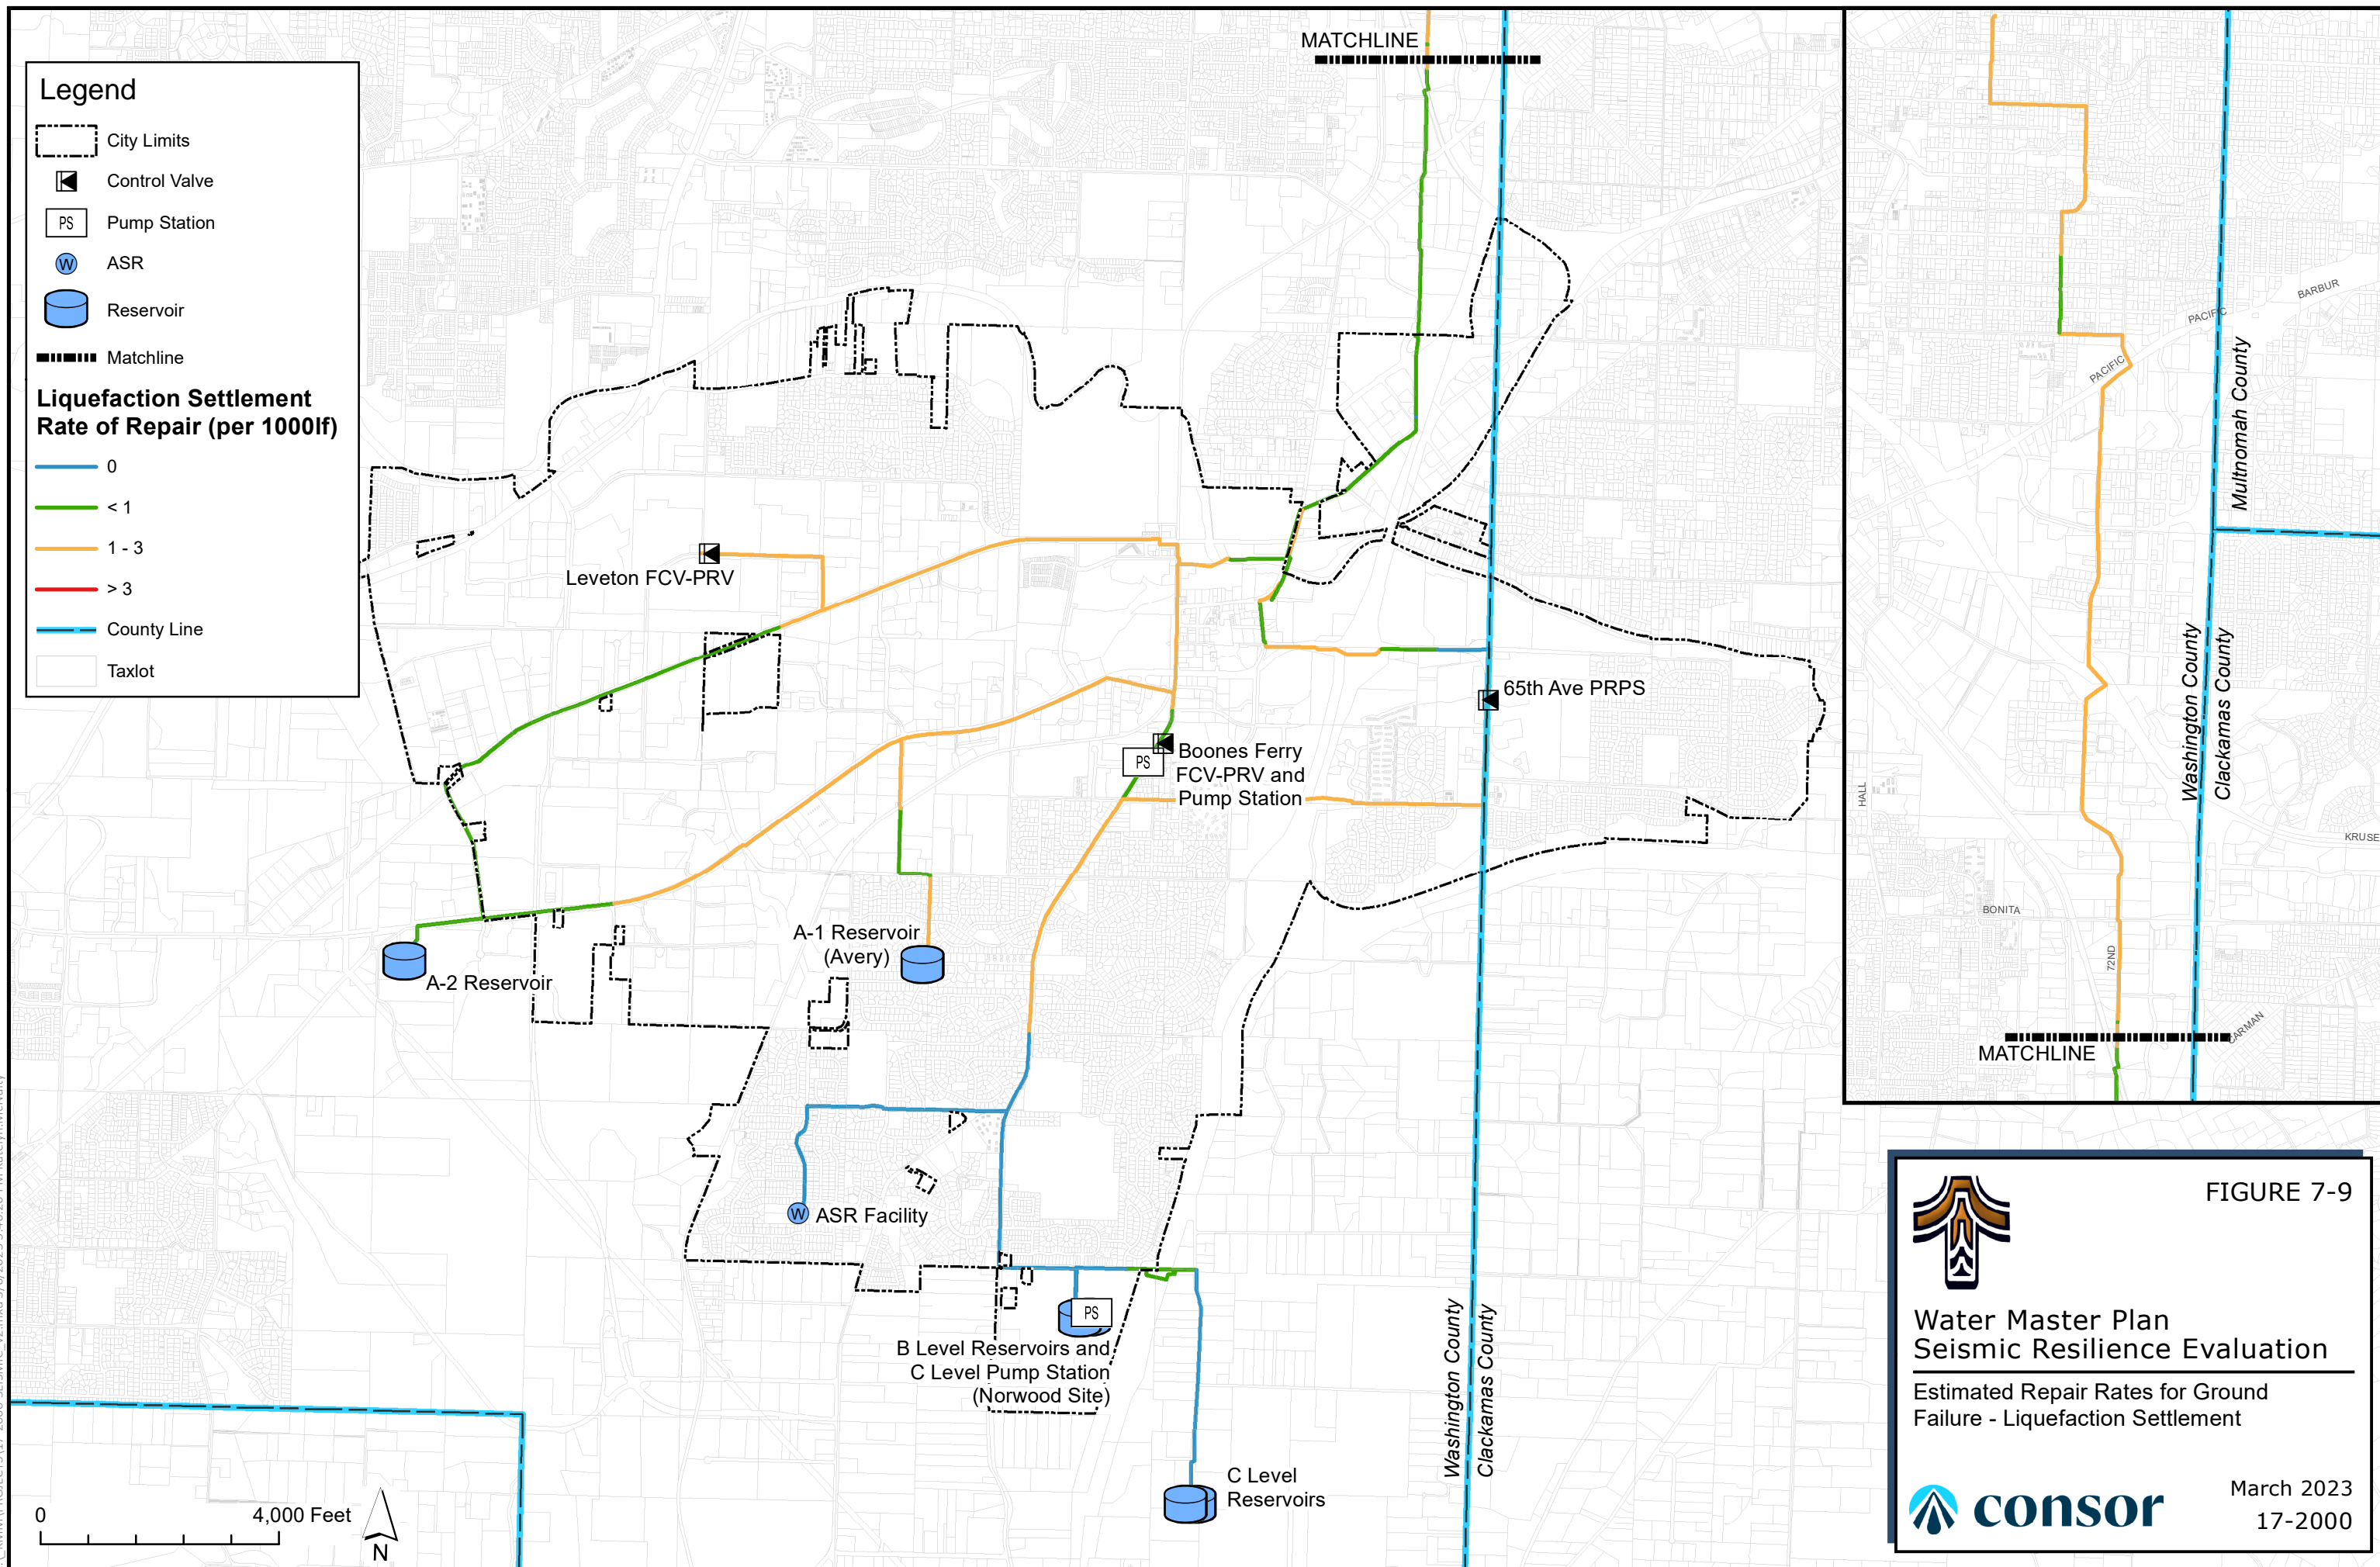 Legend
City Limits
Control Valve
PS
Pump Station
W
ASR
Reservoir
Matchline
Liquefaction Settlement
Rate of Repair (per 1000lf)
0
< 1
1 - 3
> 3
County Line
Taxlot
MATCHLINE
Leveton FCV-PRV
65th Ave PRPS
PS
Boones Ferry
FCV-PRV and
Pump Station
A-1 Reservoir
(Avery)
A-2 Reservoir
W
ASR Facility
PS
B Level Reservoirs and
C Level Pump Station
(Norwood Site)
C Level
Reservoirs
Washington County
Clackamas County
0
4,000 Feet
N
BARBUR
PACIFIC
PACIFIC
Multnomah County
Washington County
Clackamas County
HALL
KRUSE
BONITA
72ND
CARMAN
MATCHLINE
FIGURE 7-9
Water Master Plan
Seismic Resilience Evaluation
Estimated Repair Rates for Ground
Failure - Liquefaction Settlement
consor
March 2023
17-2000